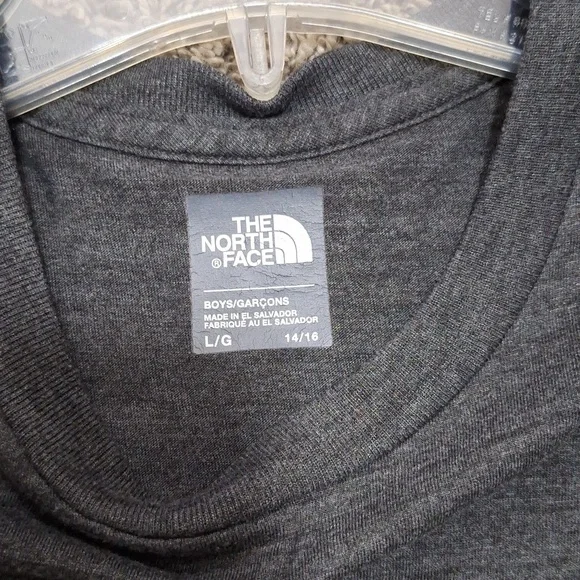 THE
NORTH
® FACE
BOYS/GARÇONS
MADE IN EL SALVADOR
FABRIQUÉ AU EL SALVADOR
L/G 14/16